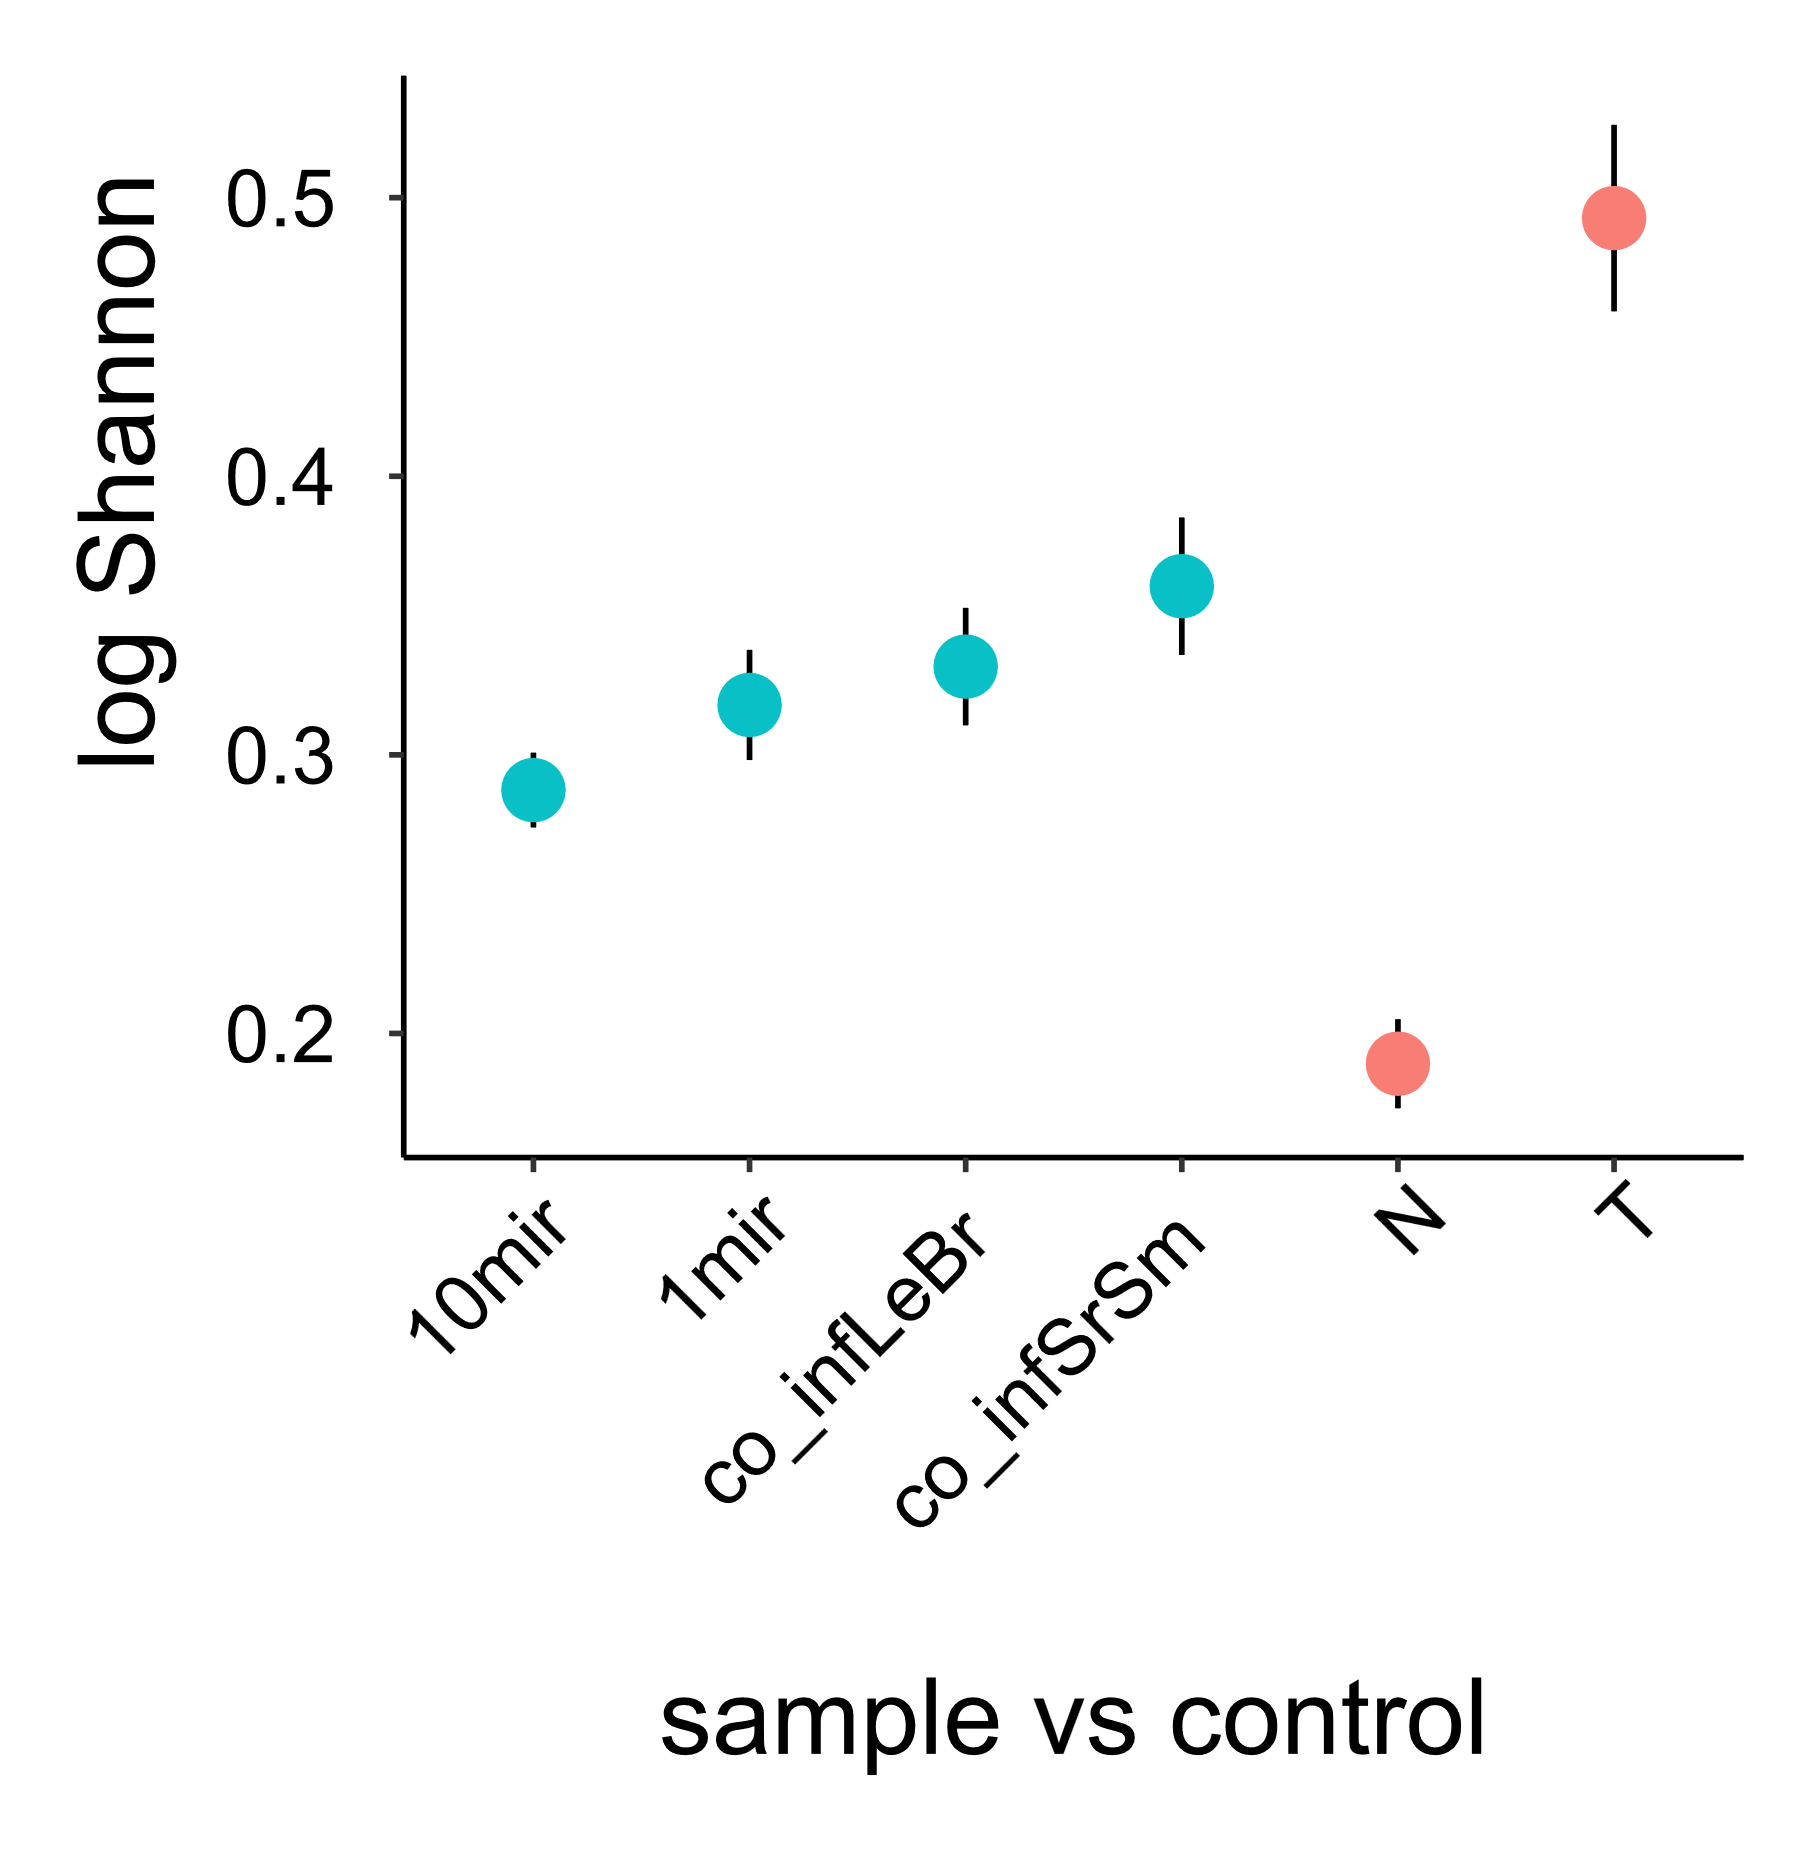 log Shannon
0.5
0.4
0.3
0.2
10mir
1mir
co_infLeBr
co_infSrSm
N
T
sample vs control